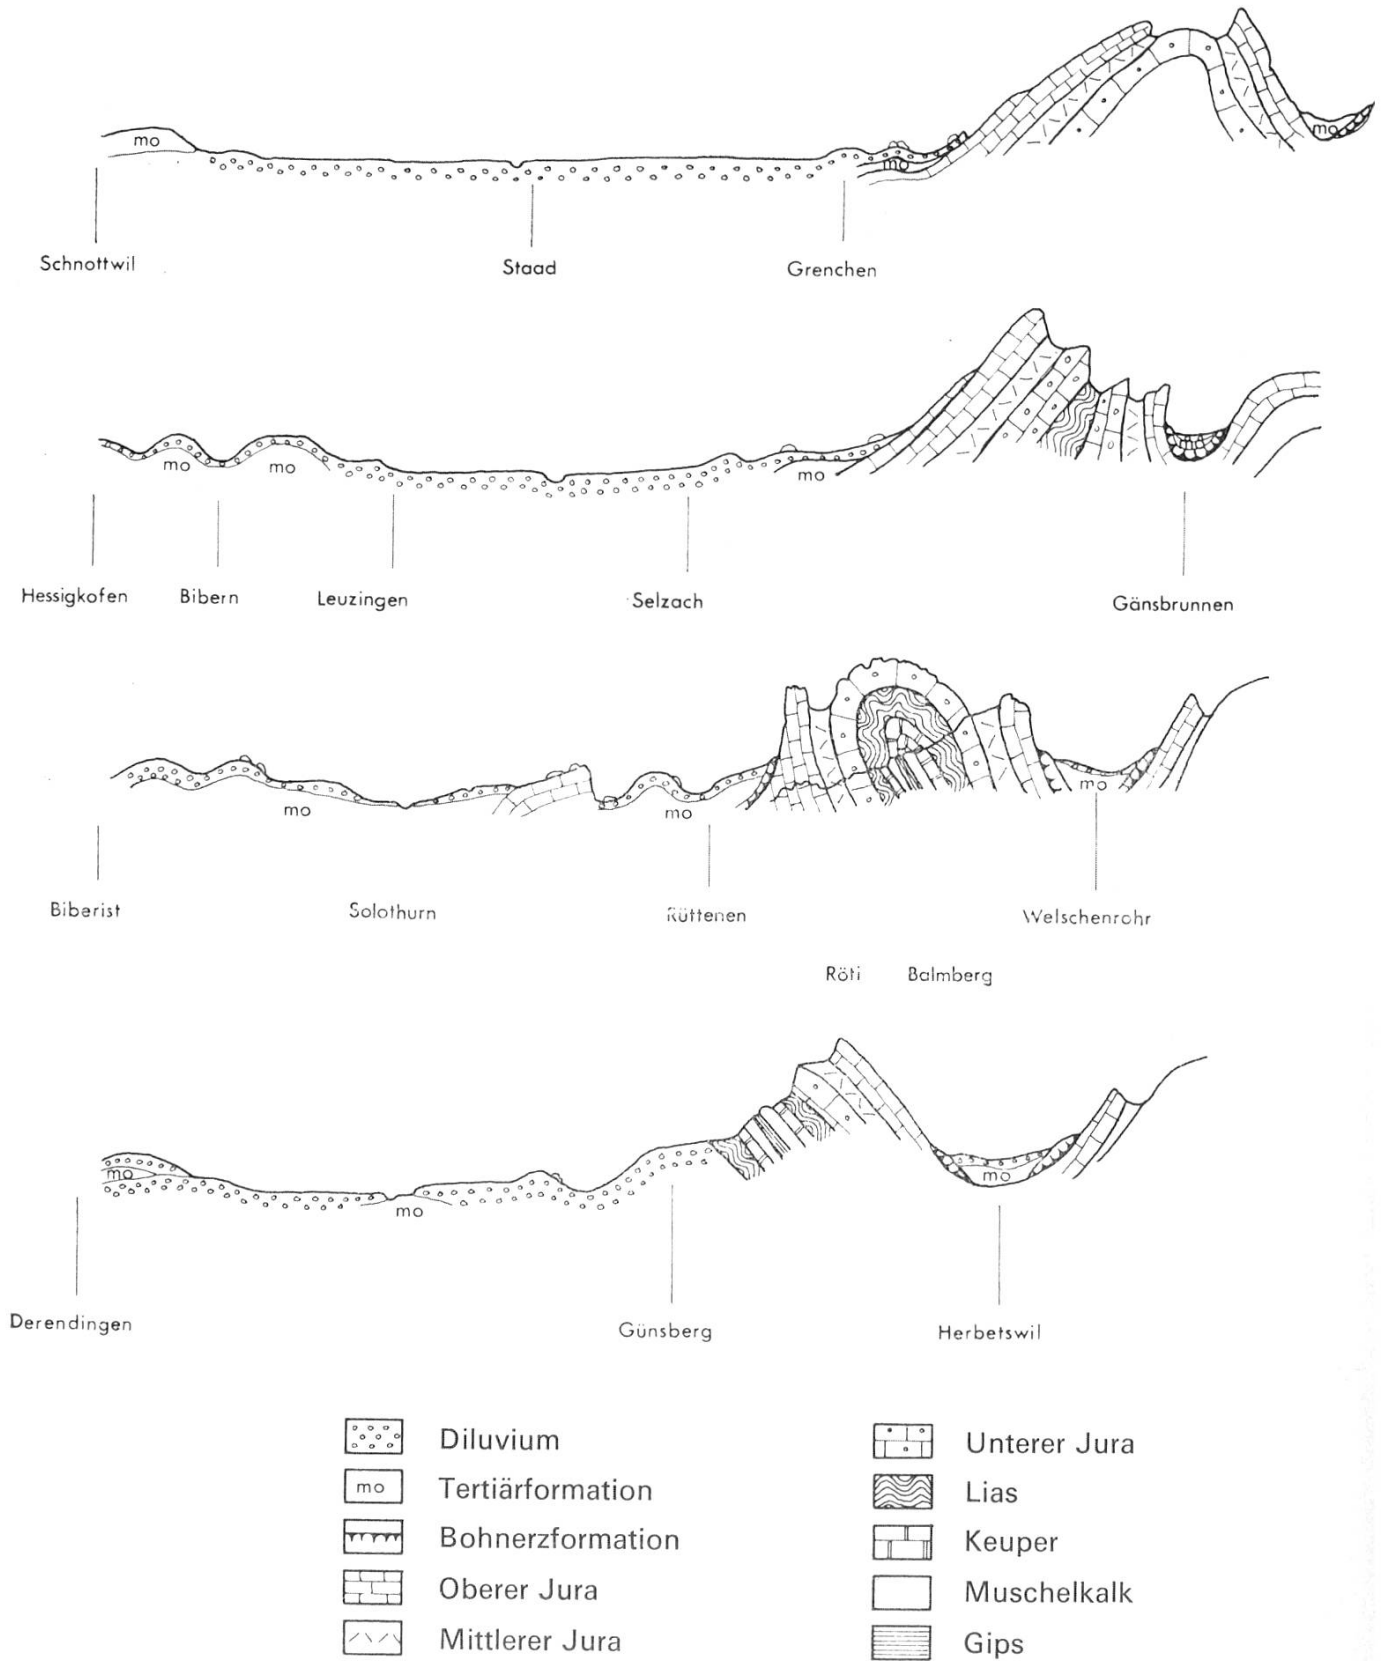 mo
mo
mo
Schnottwil Staad Grenchen
mo mo mo
Hessigkofen Bibern Leuzingen Selzach Gänsbrunnen
mo mo mo
Biberist Solothurn Rüttenen Welschenrohr
Röti Balmberg
mo mo mo
Derendingen Günsberg Herbetswil
Diluvium
mo Tertiärformation
Bohnerzformation
Oberer Jura
Mittlerer Jura
Unterer Jura
Lias
Keuper
Muschelkalk
Gips